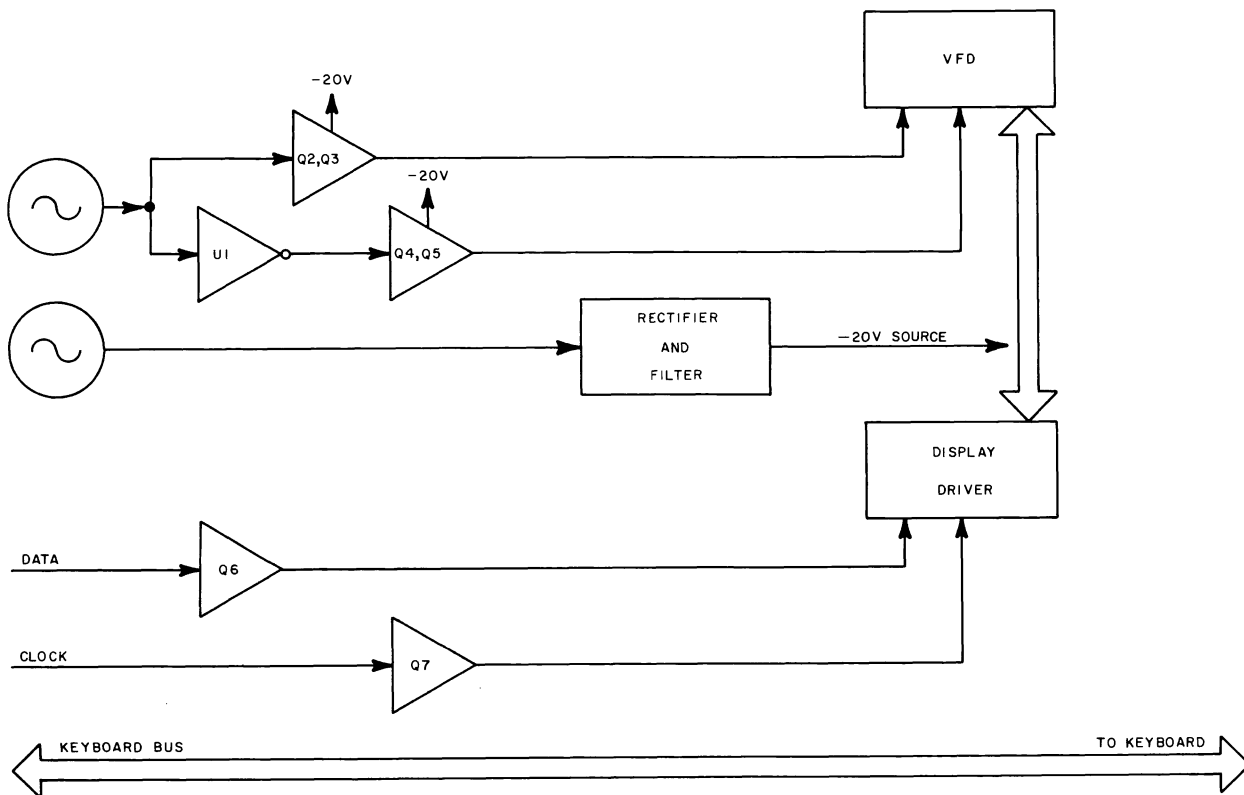 VFD
-20V
Q2,Q3
-20V
U1
Q4,Q5
RECTIFIER
AND
FILTER
-20V SOURCE
DISPLAY
DRIVER
DATA
Q6
CLOCK
Q7
KEYBOARD BUS
TO KEYBOARD